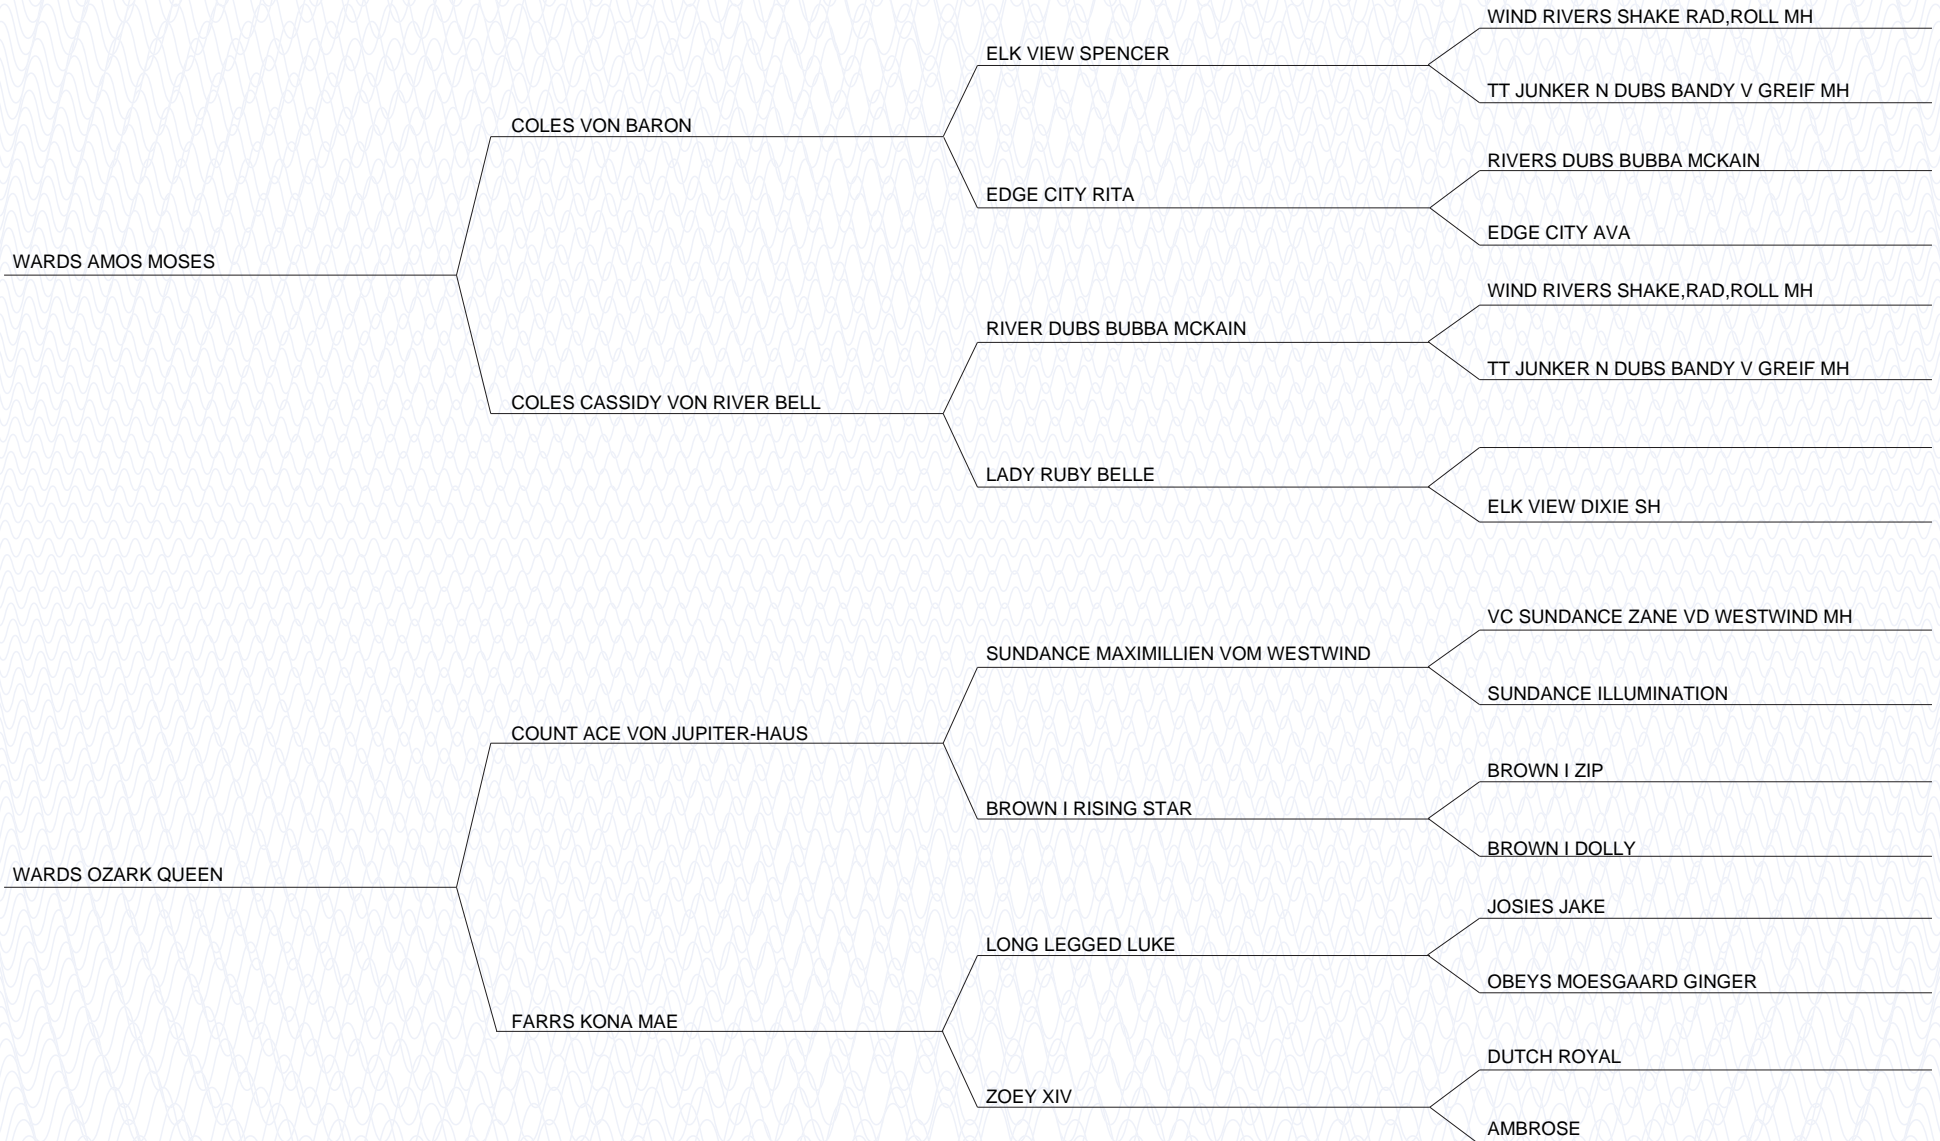 WIND RIVERS SHAKE RAD,ROLL MH
ELK VIEW SPENCER
TT JUNKER N DUBS BANDY V GREIF MH
COLES VON BARON
RIVERS DUBS BUBBA MCKAIN
EDGE CITY RITA
EDGE CITY AVA
WARDS AMOS MOSES
WIND RIVERS SHAKE,RAD,ROLL MH
RIVER DUBS BUBBA MCKAIN
TT JUNKER N DUBS BANDY V GREIF MH
COLES CASSIDY VON RIVER BELL
LADY RUBY BELLE
ELK VIEW DIXIE SH
VC SUNDANCE ZANE VD WESTWIND MH
SUNDANCE MAXIMILLIEN VOM WESTWIND
SUNDANCE ILLUMINATION
COUNT ACE VON JUPITER-HAUS
BROWN I ZIP
BROWN I RISING STAR
BROWN I DOLLY
WARDS OZARK QUEEN
JOSIES JAKE
LONG LEGGED LUKE
OBEYS MOESGAARD GINGER
FARRS KONA MAE
DUTCH ROYAL
ZOEY XIV
AMBROSE